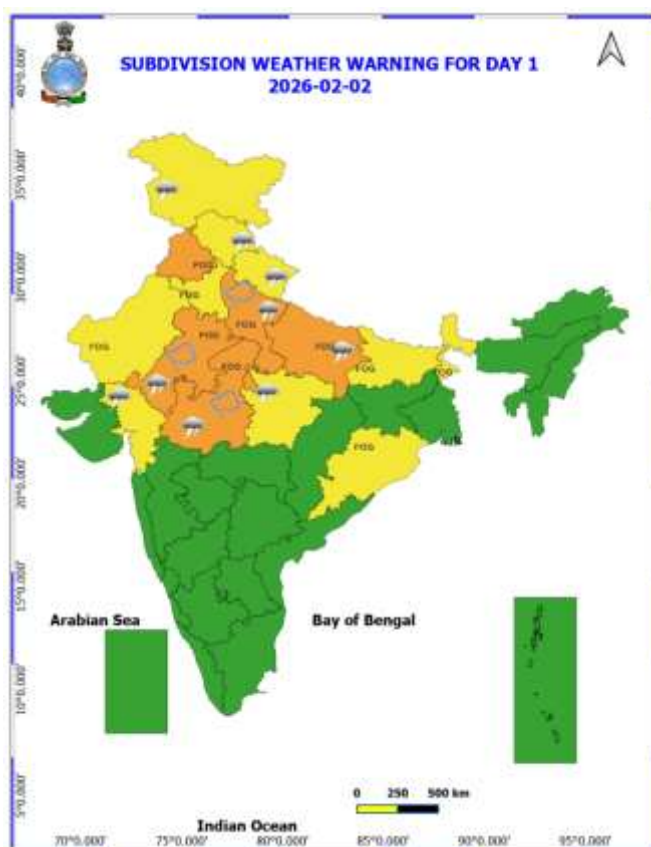 SUBDIVISION WEATHER WARNING FOR DAY 1
2026-02-02
40°0.000'
35°0.000'
30°0.000'
25°0.000'
20°0.000'
15°0.000'
10°0.000'
5°0.000'
FOG
FOG
FOG
FOG
FOG
FOG
FOG
FOG
FOG
FOG
Arabian Sea
Bay of Bengal
0 250 500 km
Indian Ocean
70°0.000' 75°0.000' 80°0.000' 85°0.000' 90°0.000' 95°0.000'